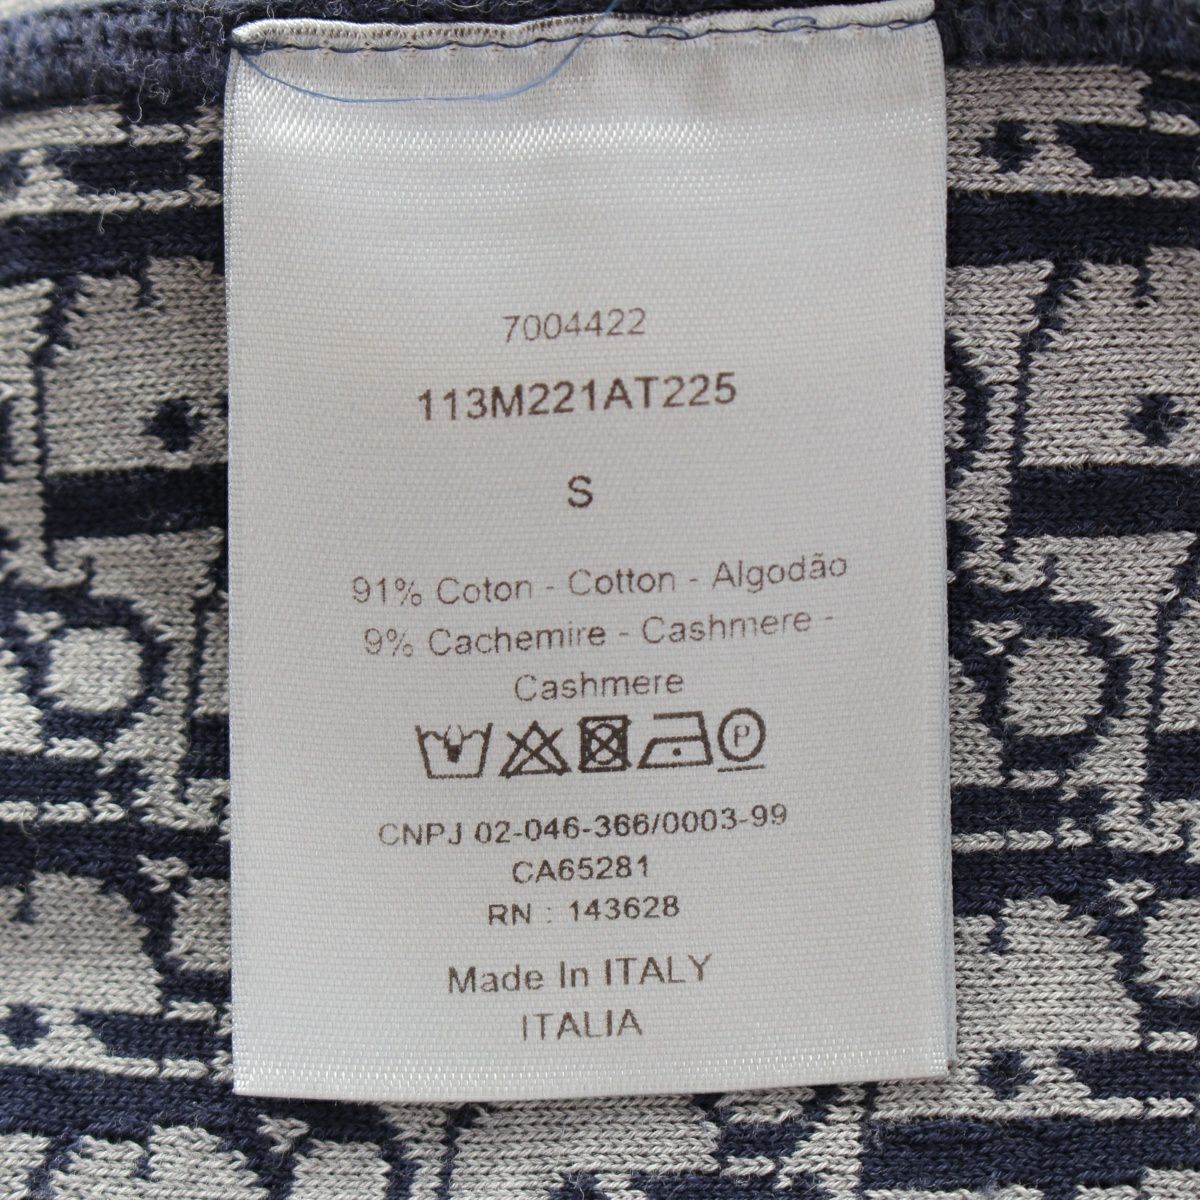 7004422
113M221AT225
S
91% Coton - Cotton - Algodão
9% Cachemire - Cashmere -
Cashmere
P
CNPJ 02-046-366/0003-99
CA65281
RN : 143628
Made In ITALY
ITALIA